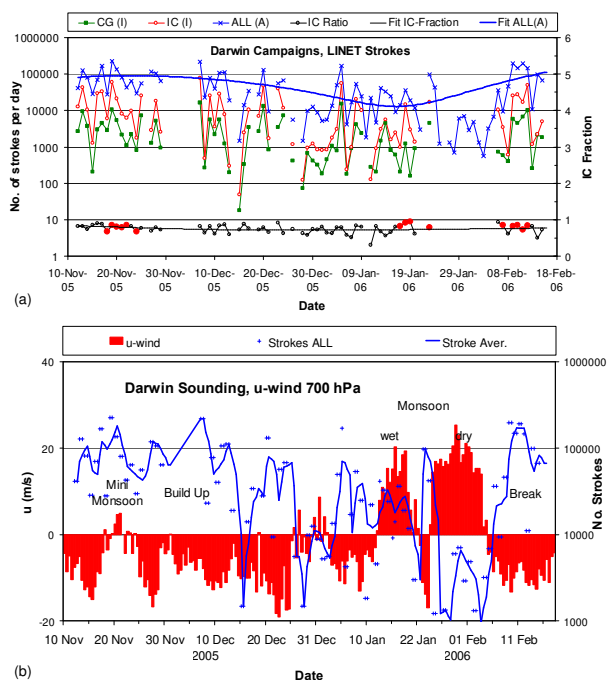 (a)
CG (I) IC (I) ALL (A) IC Ratio Fit IC-Fraction Fit ALL(A)
Darwin Campaigns, LINET Strokes
No. of strokes per day
1000000
100000
10000
1000
100
10
1
6
5
4
3
2
1
0
IC Fraction
10-Nov-05 20-Nov-05 30-Nov-05 10-Dec-05 20-Dec-05 30-Dec-05 09-Jan-06 19-Jan-06 29-Jan-06 08-Feb-06 18-Feb-06
Date
(b)
u-wind Strokes ALL Stroke Aver.
Darwin Sounding, u-wind 700 hPa
Monsoon
wet dry
Mini
Monsoon
Build Up
Break
u (m/s)
40
20
0
-20
1000000
100000
10000
1000
No. Strokes
10 Nov 20 Nov 30 Nov 10 Dec 20 Dec 31 Dec 10 Jan 22 Jan 01 Feb 11 Feb
2005 2006
Date